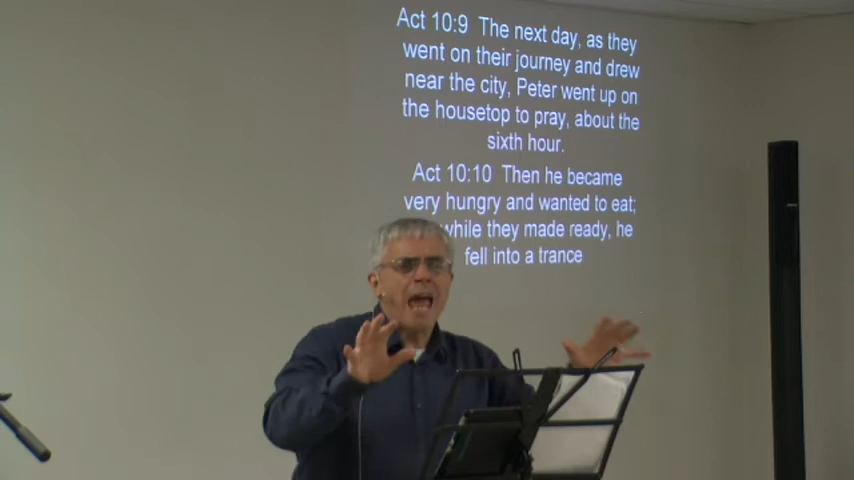 Act 10:9 The next day, as they
went on their journey and drew
near the city, Peter went up on
the housetop to pray, about the
sixth hour.
Act 10:10 Then he became
very hungry and wanted to eat;
while they made ready, he
fell into a trance